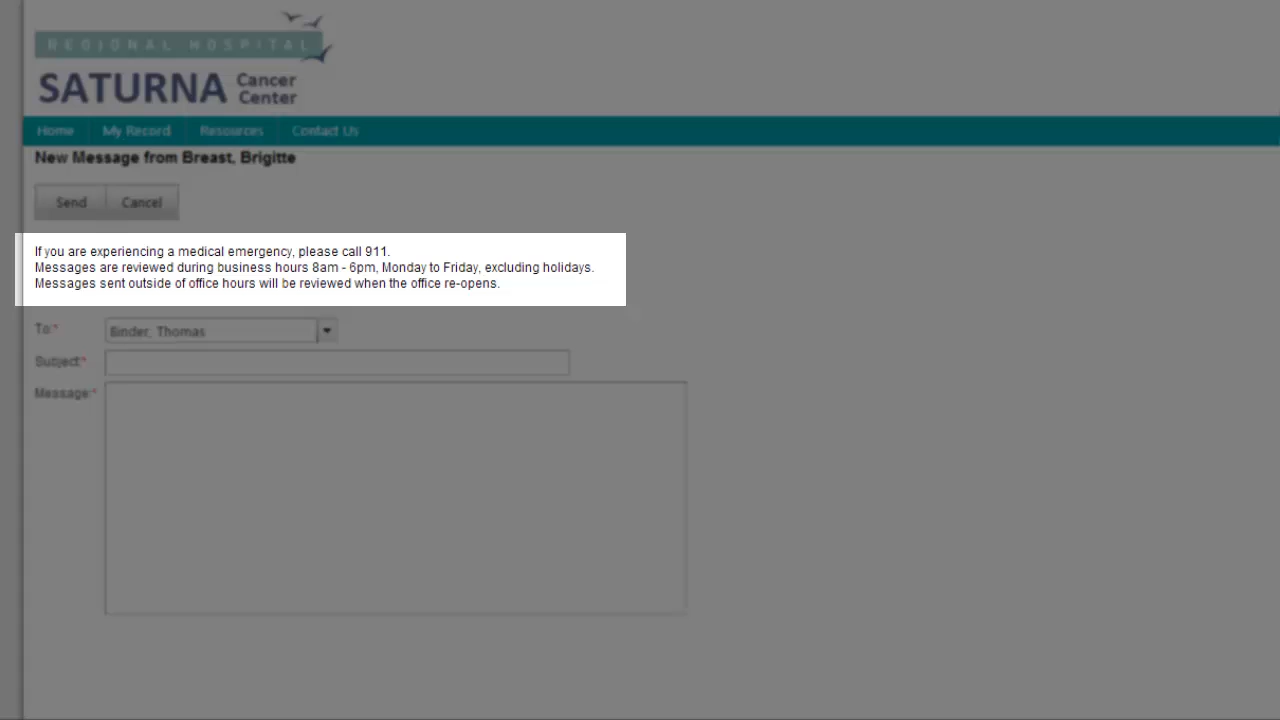 REGIONAL HOSPITAL
SATURNA Cancer Center
Home My Record Resources Contact Us
New Message from Breast, Brigitte
Send Cancel
If you are experiencing a medical emergency, please call 911.
Messages are reviewed during business hours 8am - 6pm, Monday to Friday, excluding holidays.
Messages sent outside of office hours will be reviewed when the office re-opens.
To:* Binder, Thomas
Subject:*
Message:*